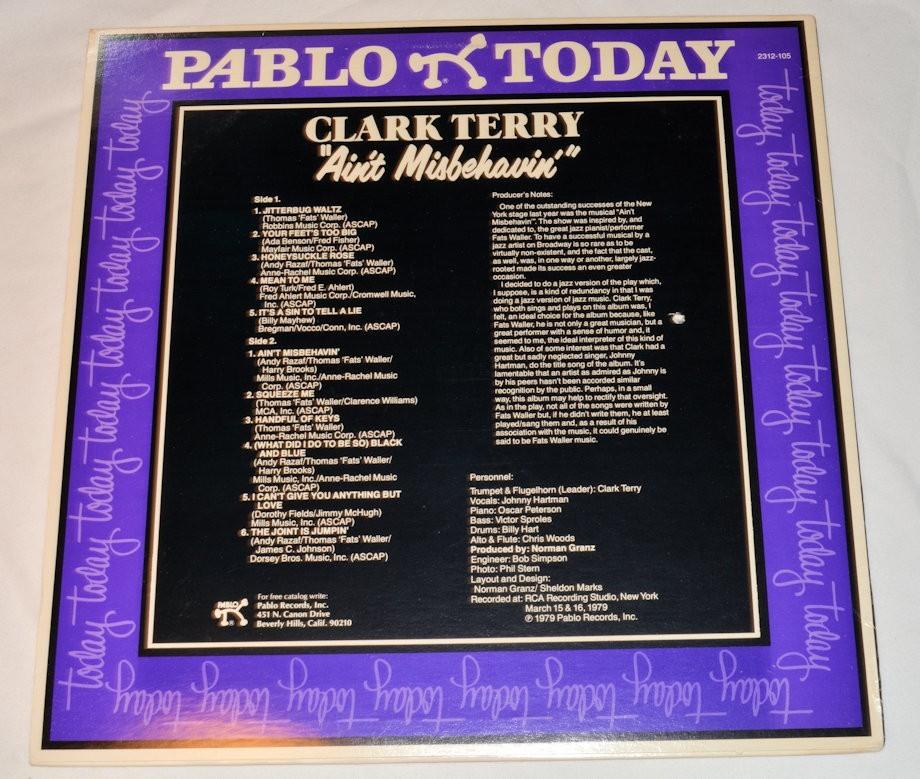 PABLO TODAY
2312-105
CLARK TERRY
"Ain't Misbehavin'"
Side 1.
1. JITTERBUG WALTZ
(Thomas 'Fats' Waller)
Robbins Music Corp. (ASCAP)
2. YOUR FEET'S TOO BIG
(Ada Benson/Fred Fisher)
Mayfair Music Corp. (ASCAP)
3. HONEYSUCKLE ROSE
(Andy Razaf/Thomas 'Fats' Waller)
Anne-Rachel Music Corp. (ASCAP)
4. MEAN TO ME
(Roy Turk/Fred E. Ahlert)
Fred Ahlert Music Corp./Cromwell Music,
Inc. (ASCAP)
5. IT'S A SIN TO TELL A LIE
(Billy Mayhew)
Bregman/Vocco/Conn, Inc. (ASCAP)
Side 2.
1. AIN'T MISBEHAVIN'
(Andy Razaf/Thomas 'Fats' Waller/
Harry Brooks)
Mills Music, Inc./Anne-Rachel Music
Corp. (ASCAP)
2. SQUEEZE ME
(Thomas 'Fats' Waller/Clarence Williams)
MCA, Inc. (ASCAP)
3. HANDFUL OF KEYS
(Thomas 'Fats' Waller)
Anne-Rachel Music Corp. (ASCAP)
4. (WHAT DID I DO TO BE SO) BLACK
AND BLUE
(Andy Razaf/Thomas 'Fats' Waller/
Harry Brooks)
Mills Music, Inc./Anne-Rachel Music
Corp. (ASCAP)
5. I CAN'T GIVE YOU ANYTHING BUT
LOVE
(Dorothy Fields/Jimmy McHugh)
Mills Music, Inc. (ASCAP)
6. THE JOINT IS JUMPIN'
(Andy Razaf/Thomas 'Fats' Waller/
James C. Johnson)
Dorsey Bros. Music, Inc. (ASCAP)
PABLO
For free catalog write:
Pablo Records, Inc.
451 N. Canon Drive
Beverly Hills, Calif. 90210
Producer's Notes:
One of the outstanding successes of the New
York stage last year was the musical "Ain't
Misbehavin'". The show was inspired by, and
dedicated to, the great jazz pianist/performer
Fats Waller. To have a successful musical by a
jazz artist on Broadway is so rare as to be
virtually non-existent, and the fact that the cast,
as well, was, in one way or another, largely jazz-
rooted made its success an even greater
occasion.
I decided to do a jazz version of the play which,
I suppose, is a kind of redundancy in that I was
doing a jazz version of jazz music. Clark Terry,
who both sings and plays on this album was, I
felt, an ideal choice for the album because, like
Fats Waller, he is not only a great musician, but a
great performer with a sense of humor and, it
seemed to me, the ideal interpreter of this kind of
music. Also of some interest was that Clark had a
great but sadly neglected singer, Johnny
Hartman, do the title song of the album. It's
lamentable that an artist as admired as Johnny is
by his peers hasn't been accorded similar
recognition by the public. Perhaps, in a small
way, this album may help to rectify that oversight.
As in the play, not all of the songs were written by
Fats Waller but, if he didn't write them, he at least
played/sang them and, as a result of his
association with the music, it could genuinely be
said to be Fats Waller music.
Personnel:
Trumpet & Flugelhorn (Leader): Clark Terry
Vocals: Johnny Hartman
Piano: Oscar Peterson
Bass: Victor Sproles
Drums: Billy Hart
Alto & Flute: Chris Woods
Produced by: Norman Granz
Engineer: Bob Simpson
Photo: Phil Stern
Layout and Design:
Norman Granz/ Sheldon Marks
Recorded at: RCA Recording Studio, New York
March 15 & 16, 1979
℗ 1979 Pablo Records, Inc.
today today today today today today today
today today today today today today today
today today today today today today today today